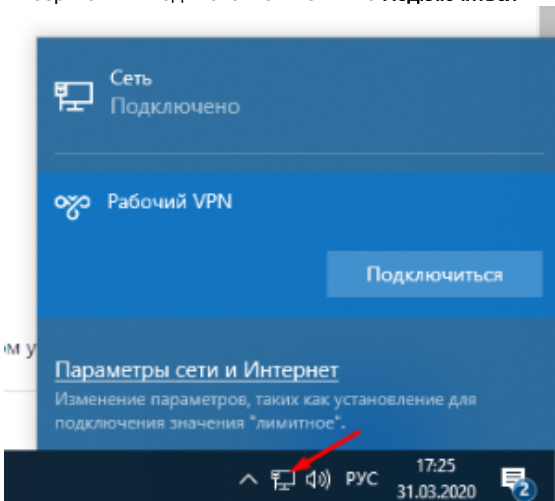 Сеть
Подключено
Рабочий VPN
Подключиться
ом у
Параметры сети и Интернет
Изменение параметров, таких как установление для
подключения значения "лимитное".
РУС
17:25
31.03.2020
2